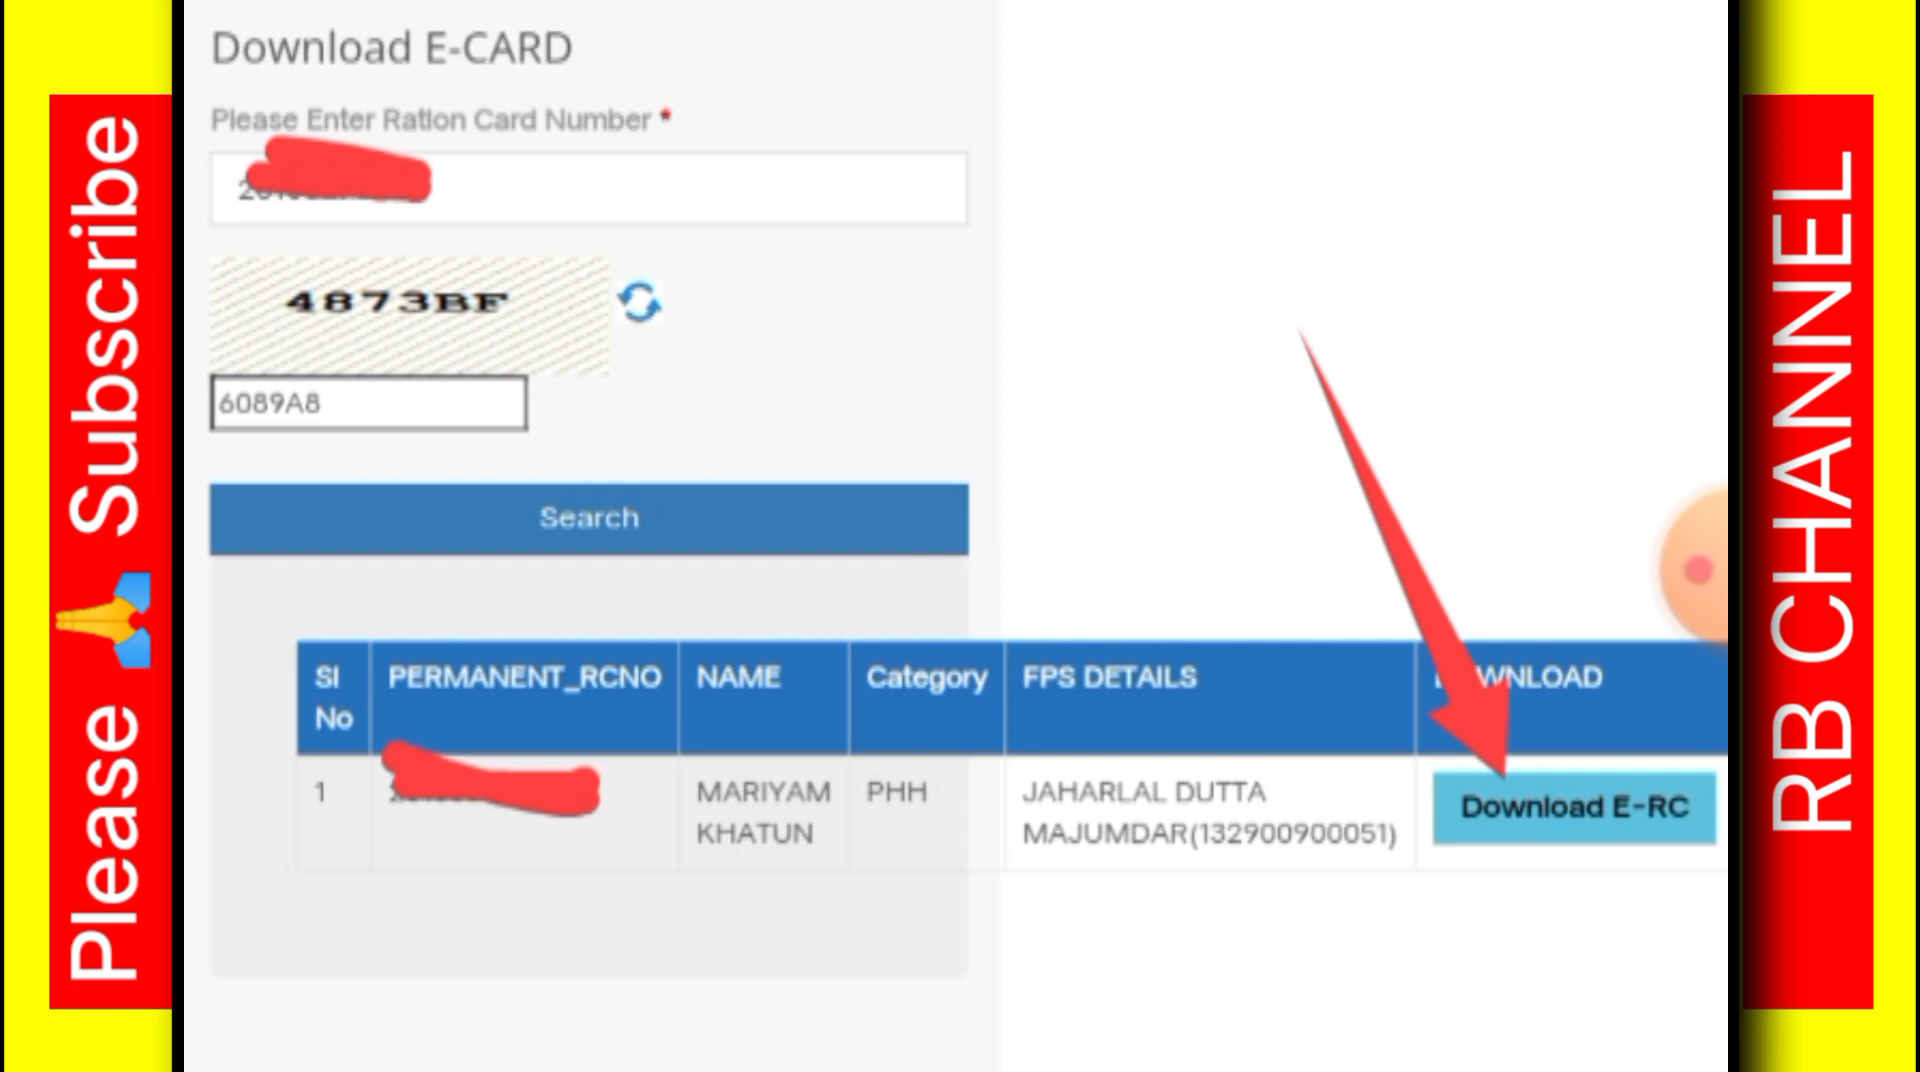 Please 🙏 Subscribe
Download E-CARD
Please Enter Ration Card Number *
4873BF
6089A8
Search
Sl No PERMANENT_RCNO NAME Category FPS DETAILS
1 MARIYAM KHATUN PHH JAHARLAL DUTTA MAJUMDAR(132900900051) Download E-RC
RB CHANNEL